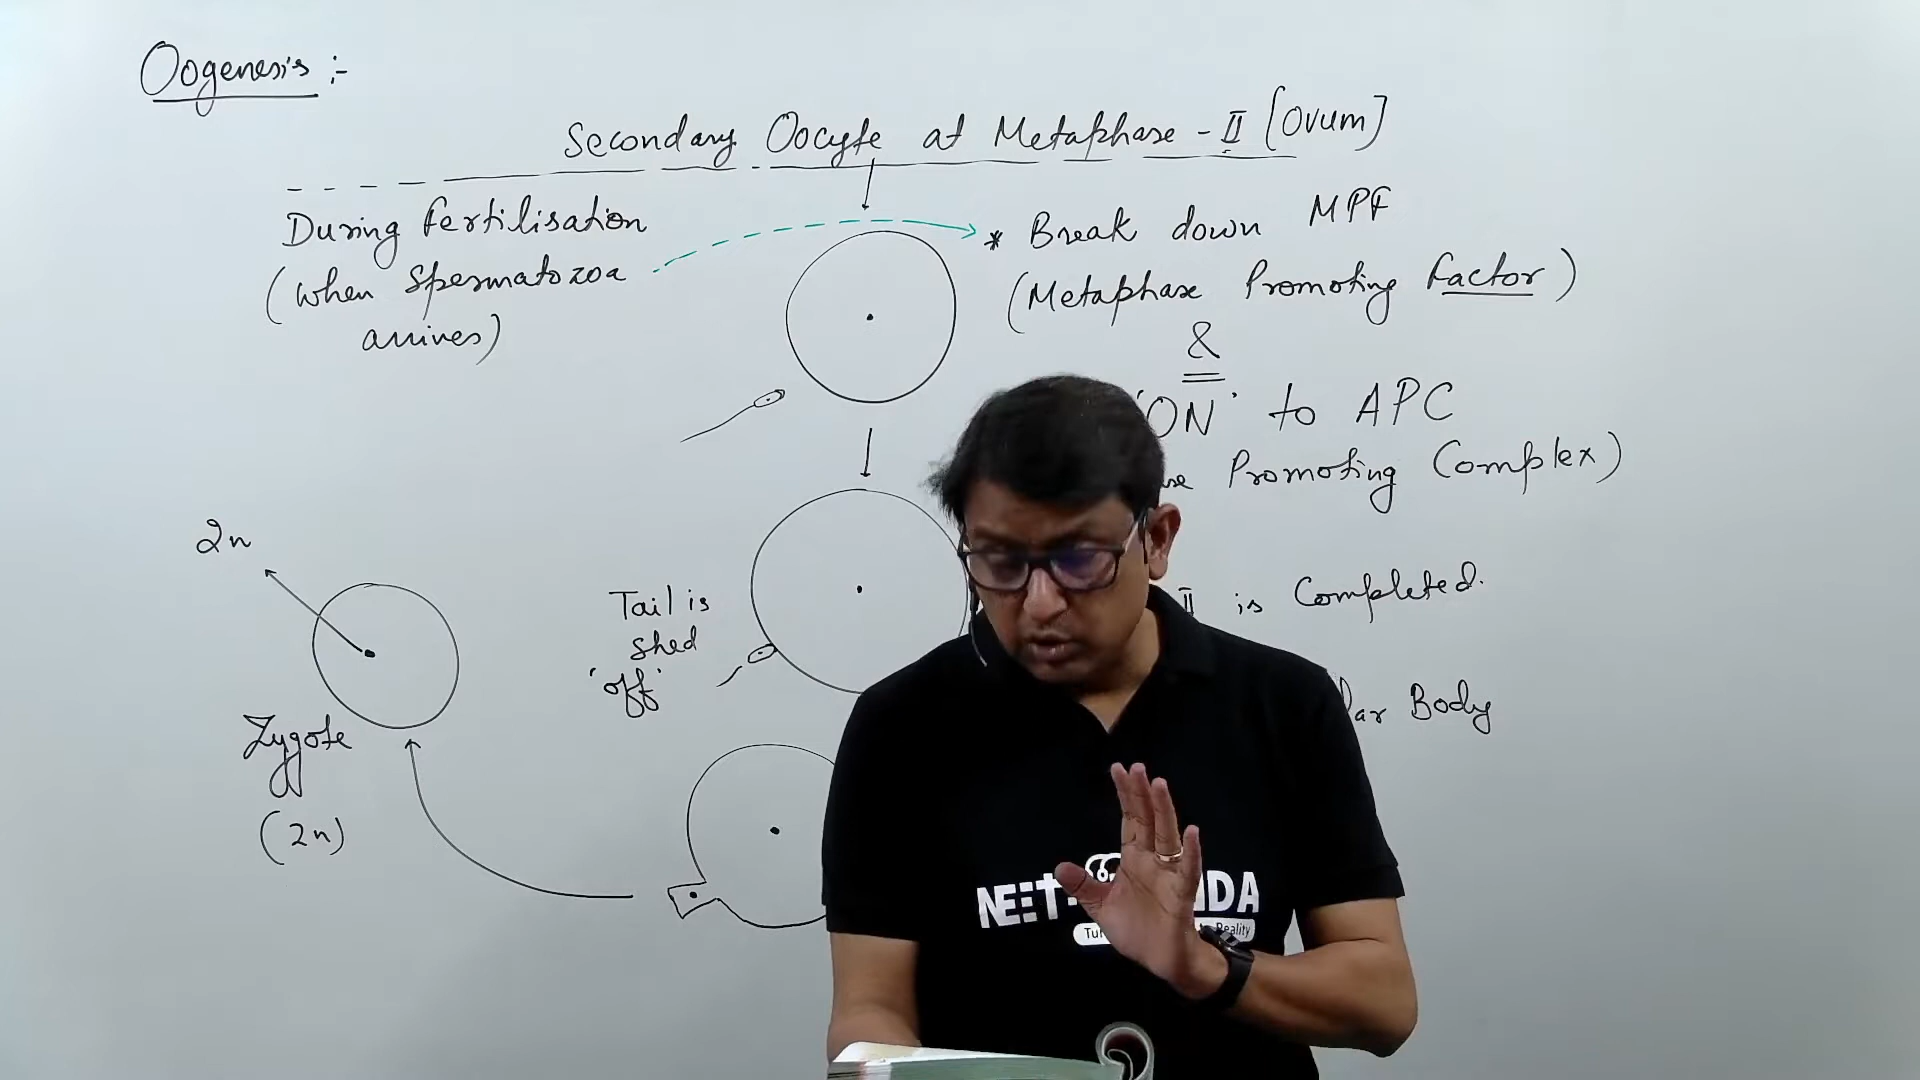 Oogenesis :-
Secondary Oocyte at Metaphase - II [Ovum]
During fertilisation
(when Spermatozoa
arrives)
* Break down MPF
(Metaphase Promoting factor)
&
'ON' to APC
Promoting Complex)
II is Completed.
Body
Tail is
shed
'off'
2n
Zygote
(2n)
NEET